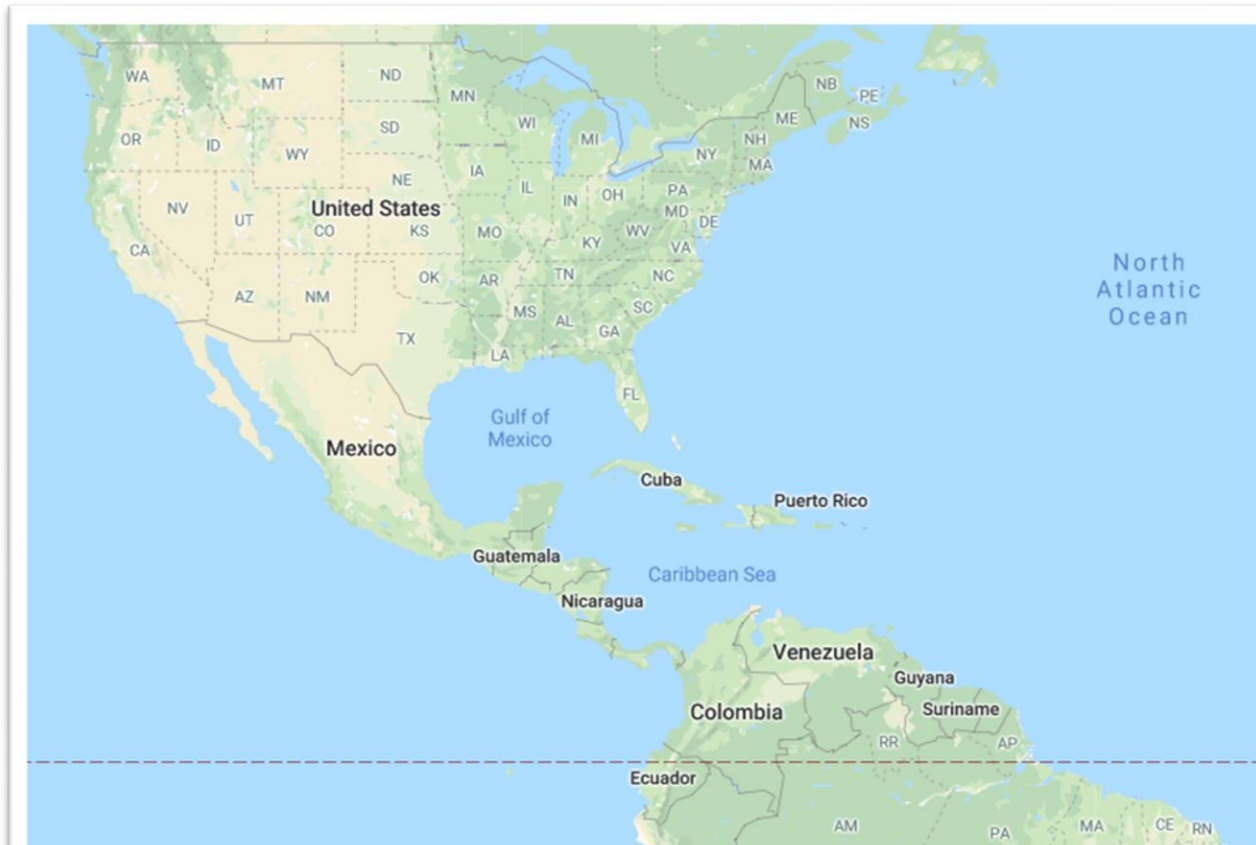 WA
MT
ND
MN
NB
PE
OR
ID
SD
WI
MI
ME
NS
WY
NH
NY
MA
NE
IA
IL
IN
OH
PA
NV
UT
United States
CO
KS
MO
MD
DE
WV
KY
VA
CA
OK
AR
TN
NC
AZ
NM
MS
AL
GA
SC
TX
LA
FL
North
Atlantic
Ocean
Gulf of
Mexico
Mexico
Cuba
Puerto Rico
Guatemala
Caribbean Sea
Nicaragua
Venezuela
Guyana
Colombia
Suriname
RR
AP
Ecuador
AM
PA
MA
CE
RN